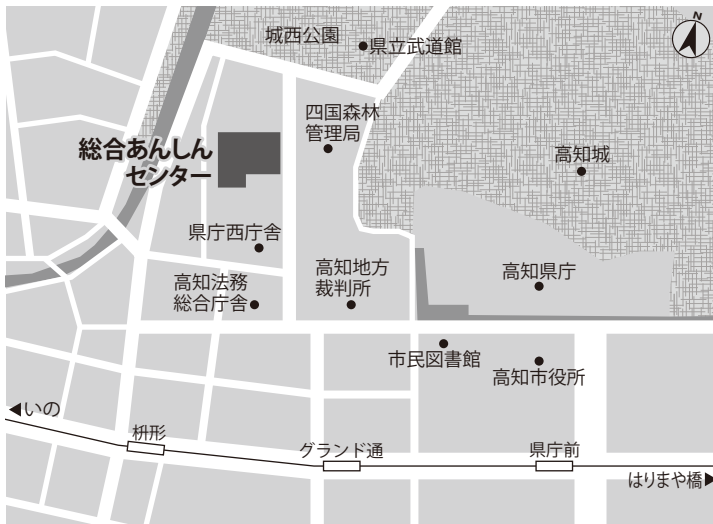 城西公園
県立武道館
N
四国森林
管理局
総合あんしん
センター
高知城
県庁西庁舎
高知法務
総合庁舎
高知地方
裁判所
高知県庁
市民図書館
高知市役所
いの
枡形
グランド通
県庁前
はりまや橋